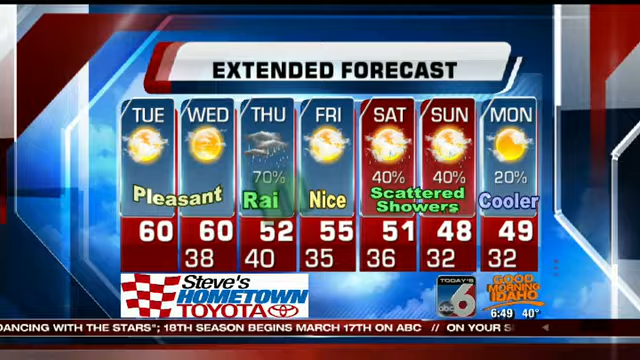 EXTENDED FORECAST
TUE WED THU FRI SAT SUN MON
70% 40% 40% 20%
Pleasant Rai Nice Scattered Showers Cooler
60 60 52 55 51 48 49
38 40 35 36 32 32
Steve's
HOMETOWN
TOYOTA
TODAY'S
abc 6
GOOD
MORNING
IDAHO
6:49 40°
DANCING WITH THE STARS"; 18TH SEASON BEGINS MARCH 17TH ON ABC // ON YOUR S